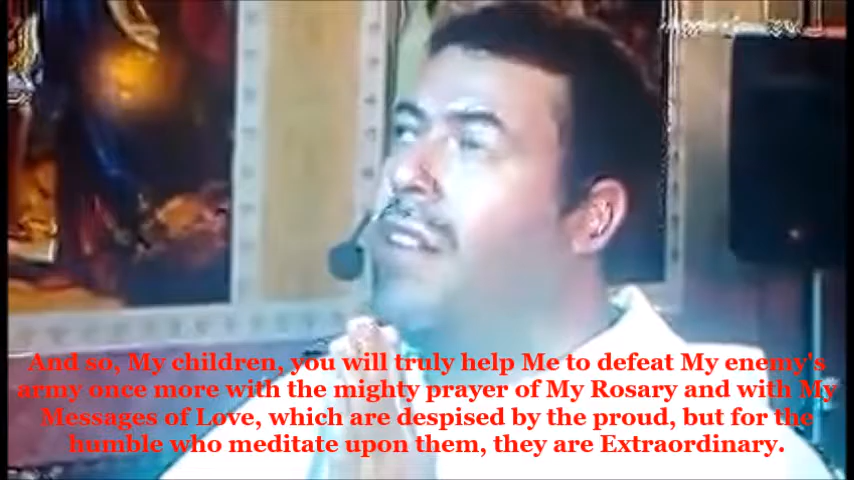 And so, My children, you will truly help Me to defeat My enemy's
army once more with the mighty prayer of My Rosary and with My
Messages of Love, which are despised by the proud, but for the
humble who meditate upon them, they are Extraordinary.